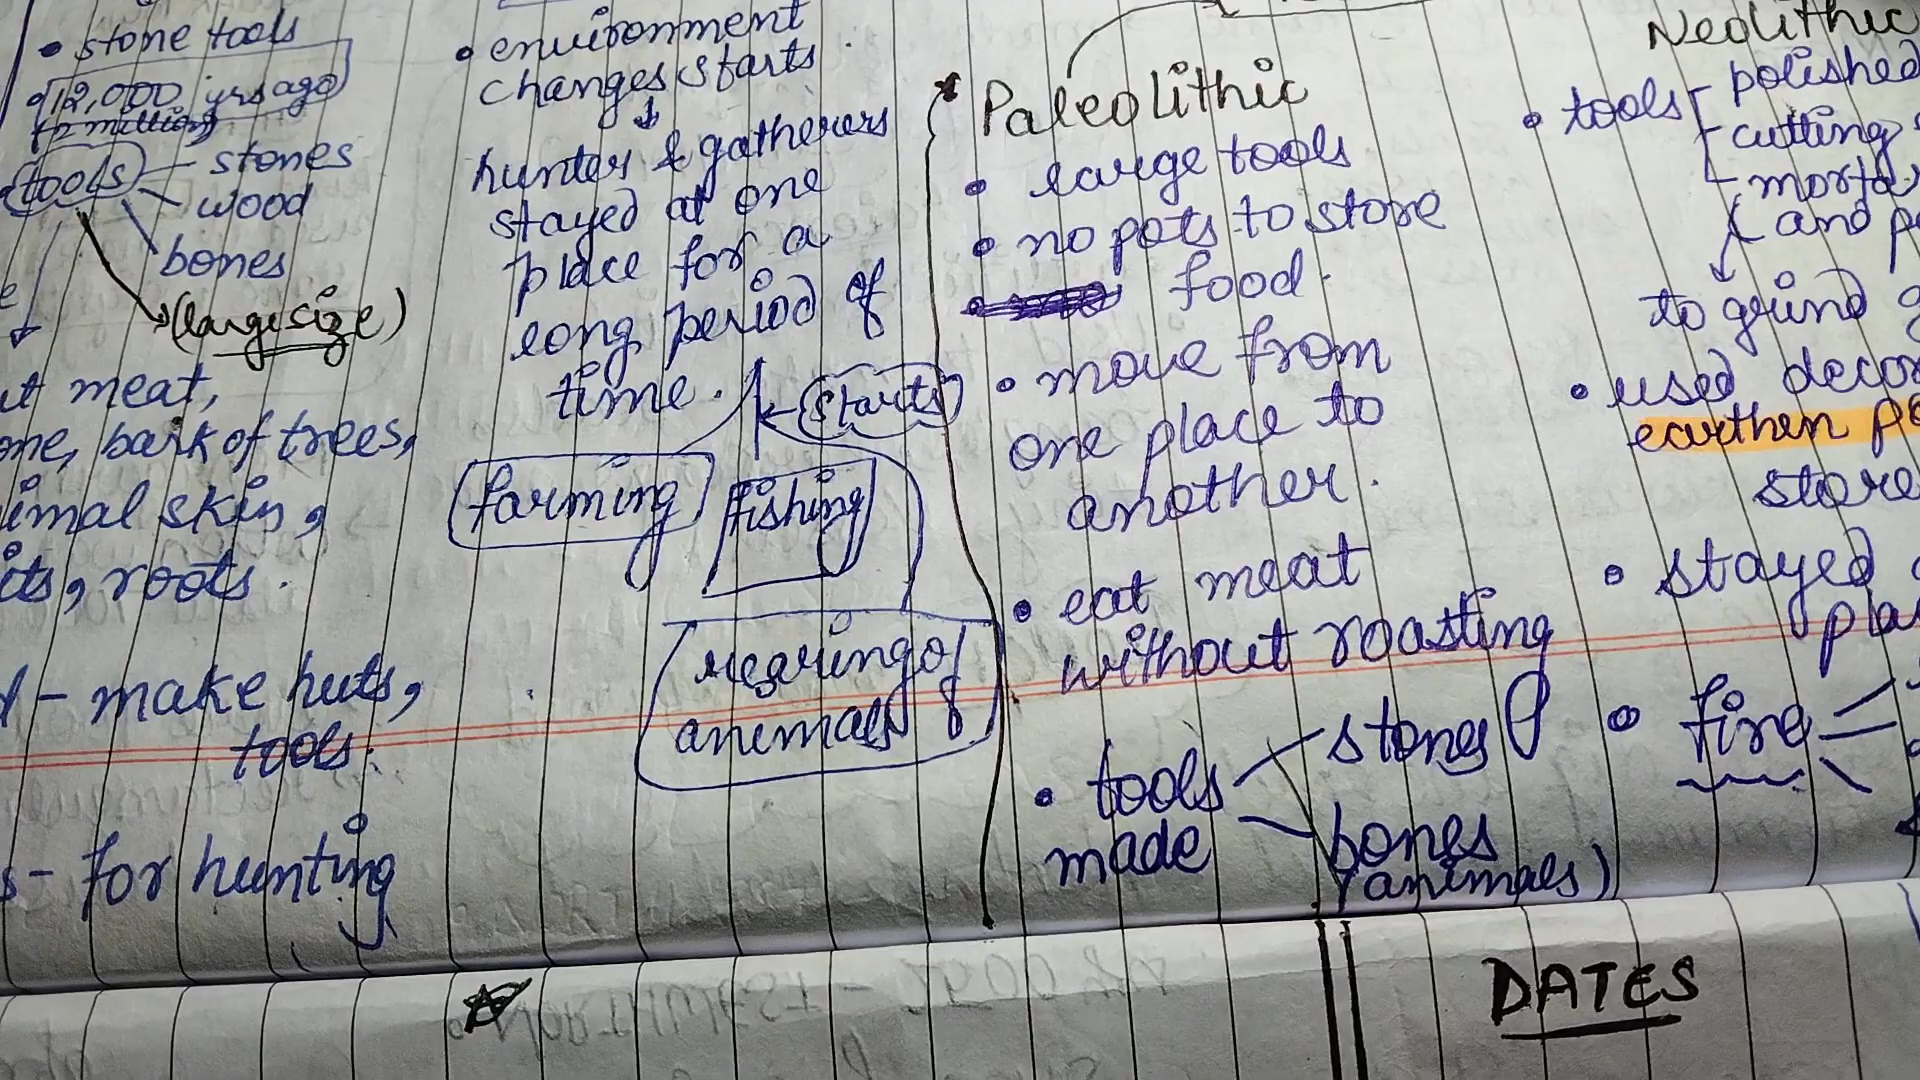 • stone tools
• 12,000 yrs ago
to 2 million
tools - stones
wood
bones
(large size)
meat,
bark of trees,
skin,
roots.
- make huts,
tools.
- for hunting
• environment
changes starts
hunter & gatherers
stayed at one
place for a
long period of
time.
starts
farming
fishing
rearing of
animals
Paleolithic
• large tools
• no pots to store
food.
• move from
one place to
another.
• eat meat
without roasting
• tools
made
stones
bones
(animals)
Neolithic
• tools
- polished
- cutting
-
(and
to grind
• used
earthen
store
• stayed
• fire
NORTHWEST -
DATES